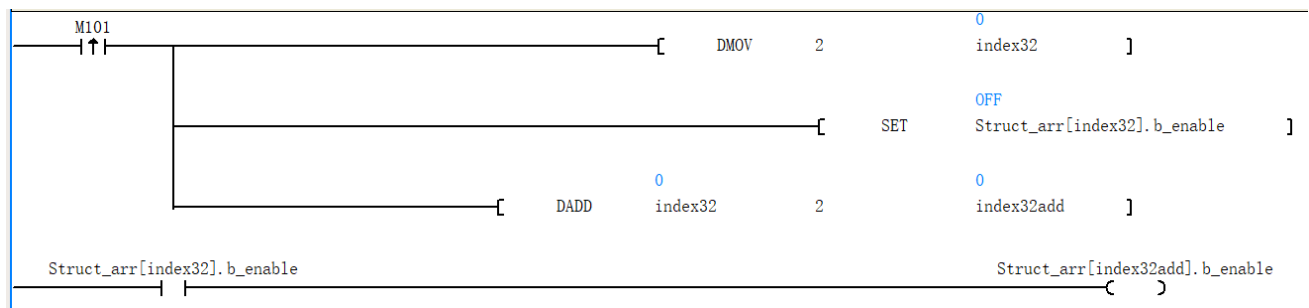 M101
0
[ DMOV 2 index32 ]
OFF
[ SET Struct_arr[index32].b_enable ]
0 0
[ DADD index32 2 index32add ]
Struct_arr[index32].b_enable Struct_arr[index32add].b_enable